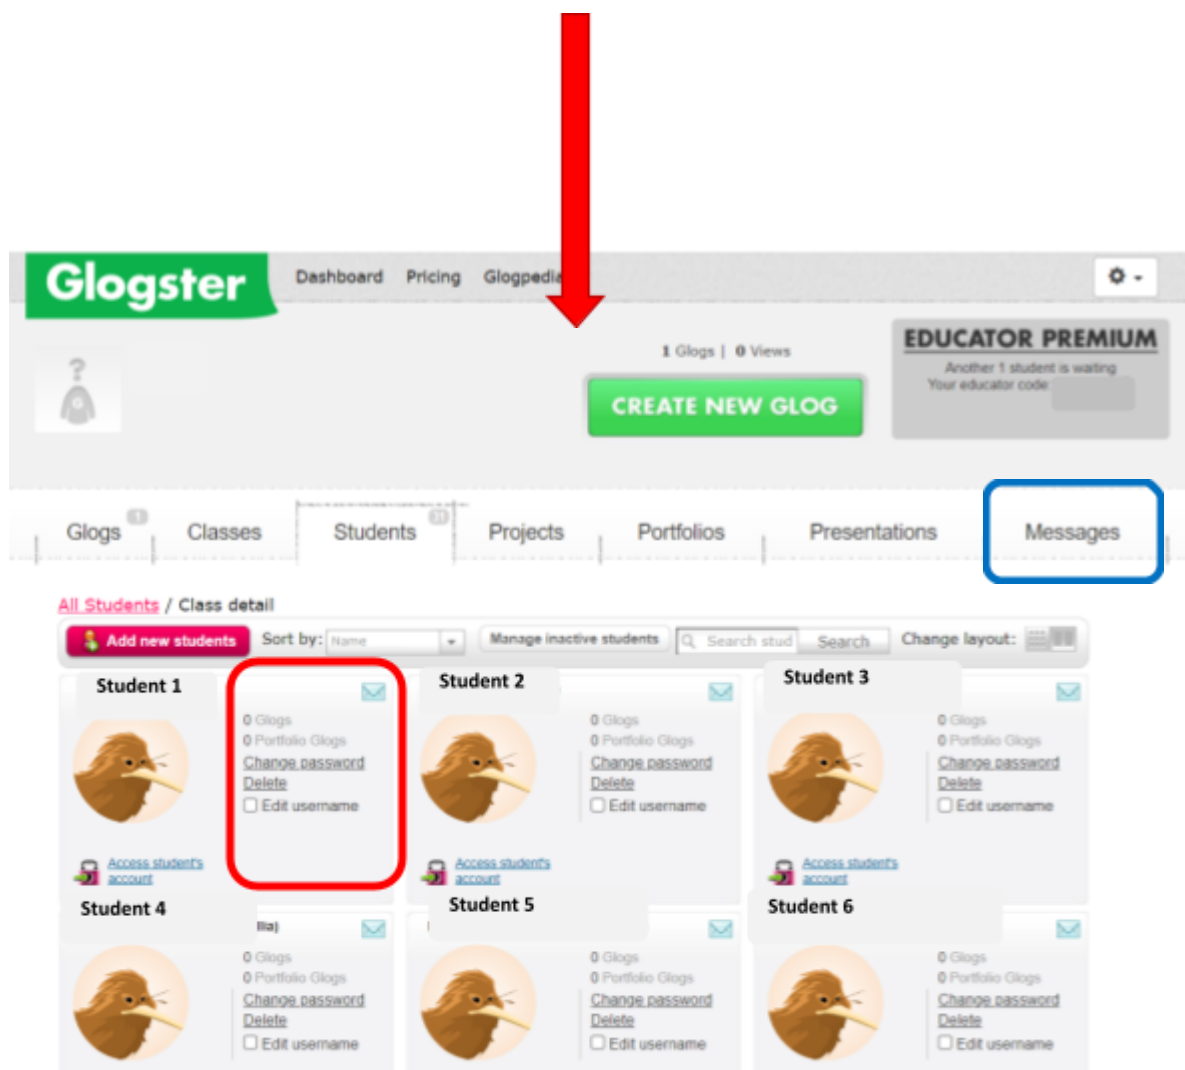 Glogster
Dashboard Pricing Glogpedia
1 Glogs | 0 Views
EDUCATOR PREMIUM
Another 1 student is waiting
Your educator code
CREATE NEW GLOG
?
G
Glogs 1 Classes Students Projects Portfolios Presentations Messages
All Students / Class detail
Add new students Sort by: Name Manage inactive students Search stud Search Change layout:
Student 1 Student 2 Student 3
0 Glogs 0 Glogs 0 Glogs
0 Portfolio Glogs 0 Portfolio Glogs 0 Portfolio Glogs
Change password Change password Change password
Delete Delete Delete
Edit username Edit username Edit username
Access student's Access student's Access student's
account account account
Student 4 Student 5 Student 6
0 Glogs 0 Glogs 0 Glogs
0 Portfolio Glogs 0 Portfolio Glogs 0 Portfolio Glogs
Change password Change password Change password
Delete Delete Delete
Edit username Edit username Edit username